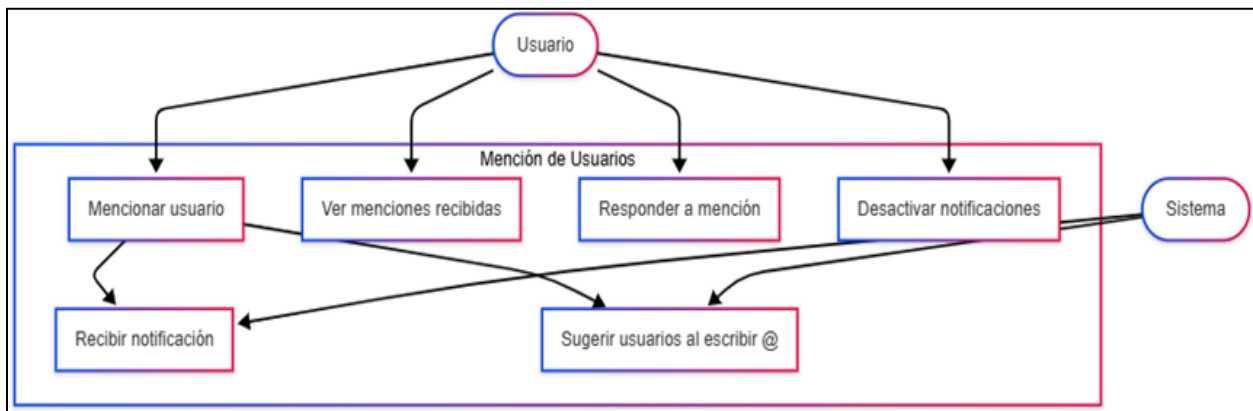 Usuario
Mención de Usuarios
Mencionar usuario
Ver menciones recibidas
Responder a mención
Desactivar notificaciones
Sistema
Recibir notificación
Sugerir usuarios al escribir @